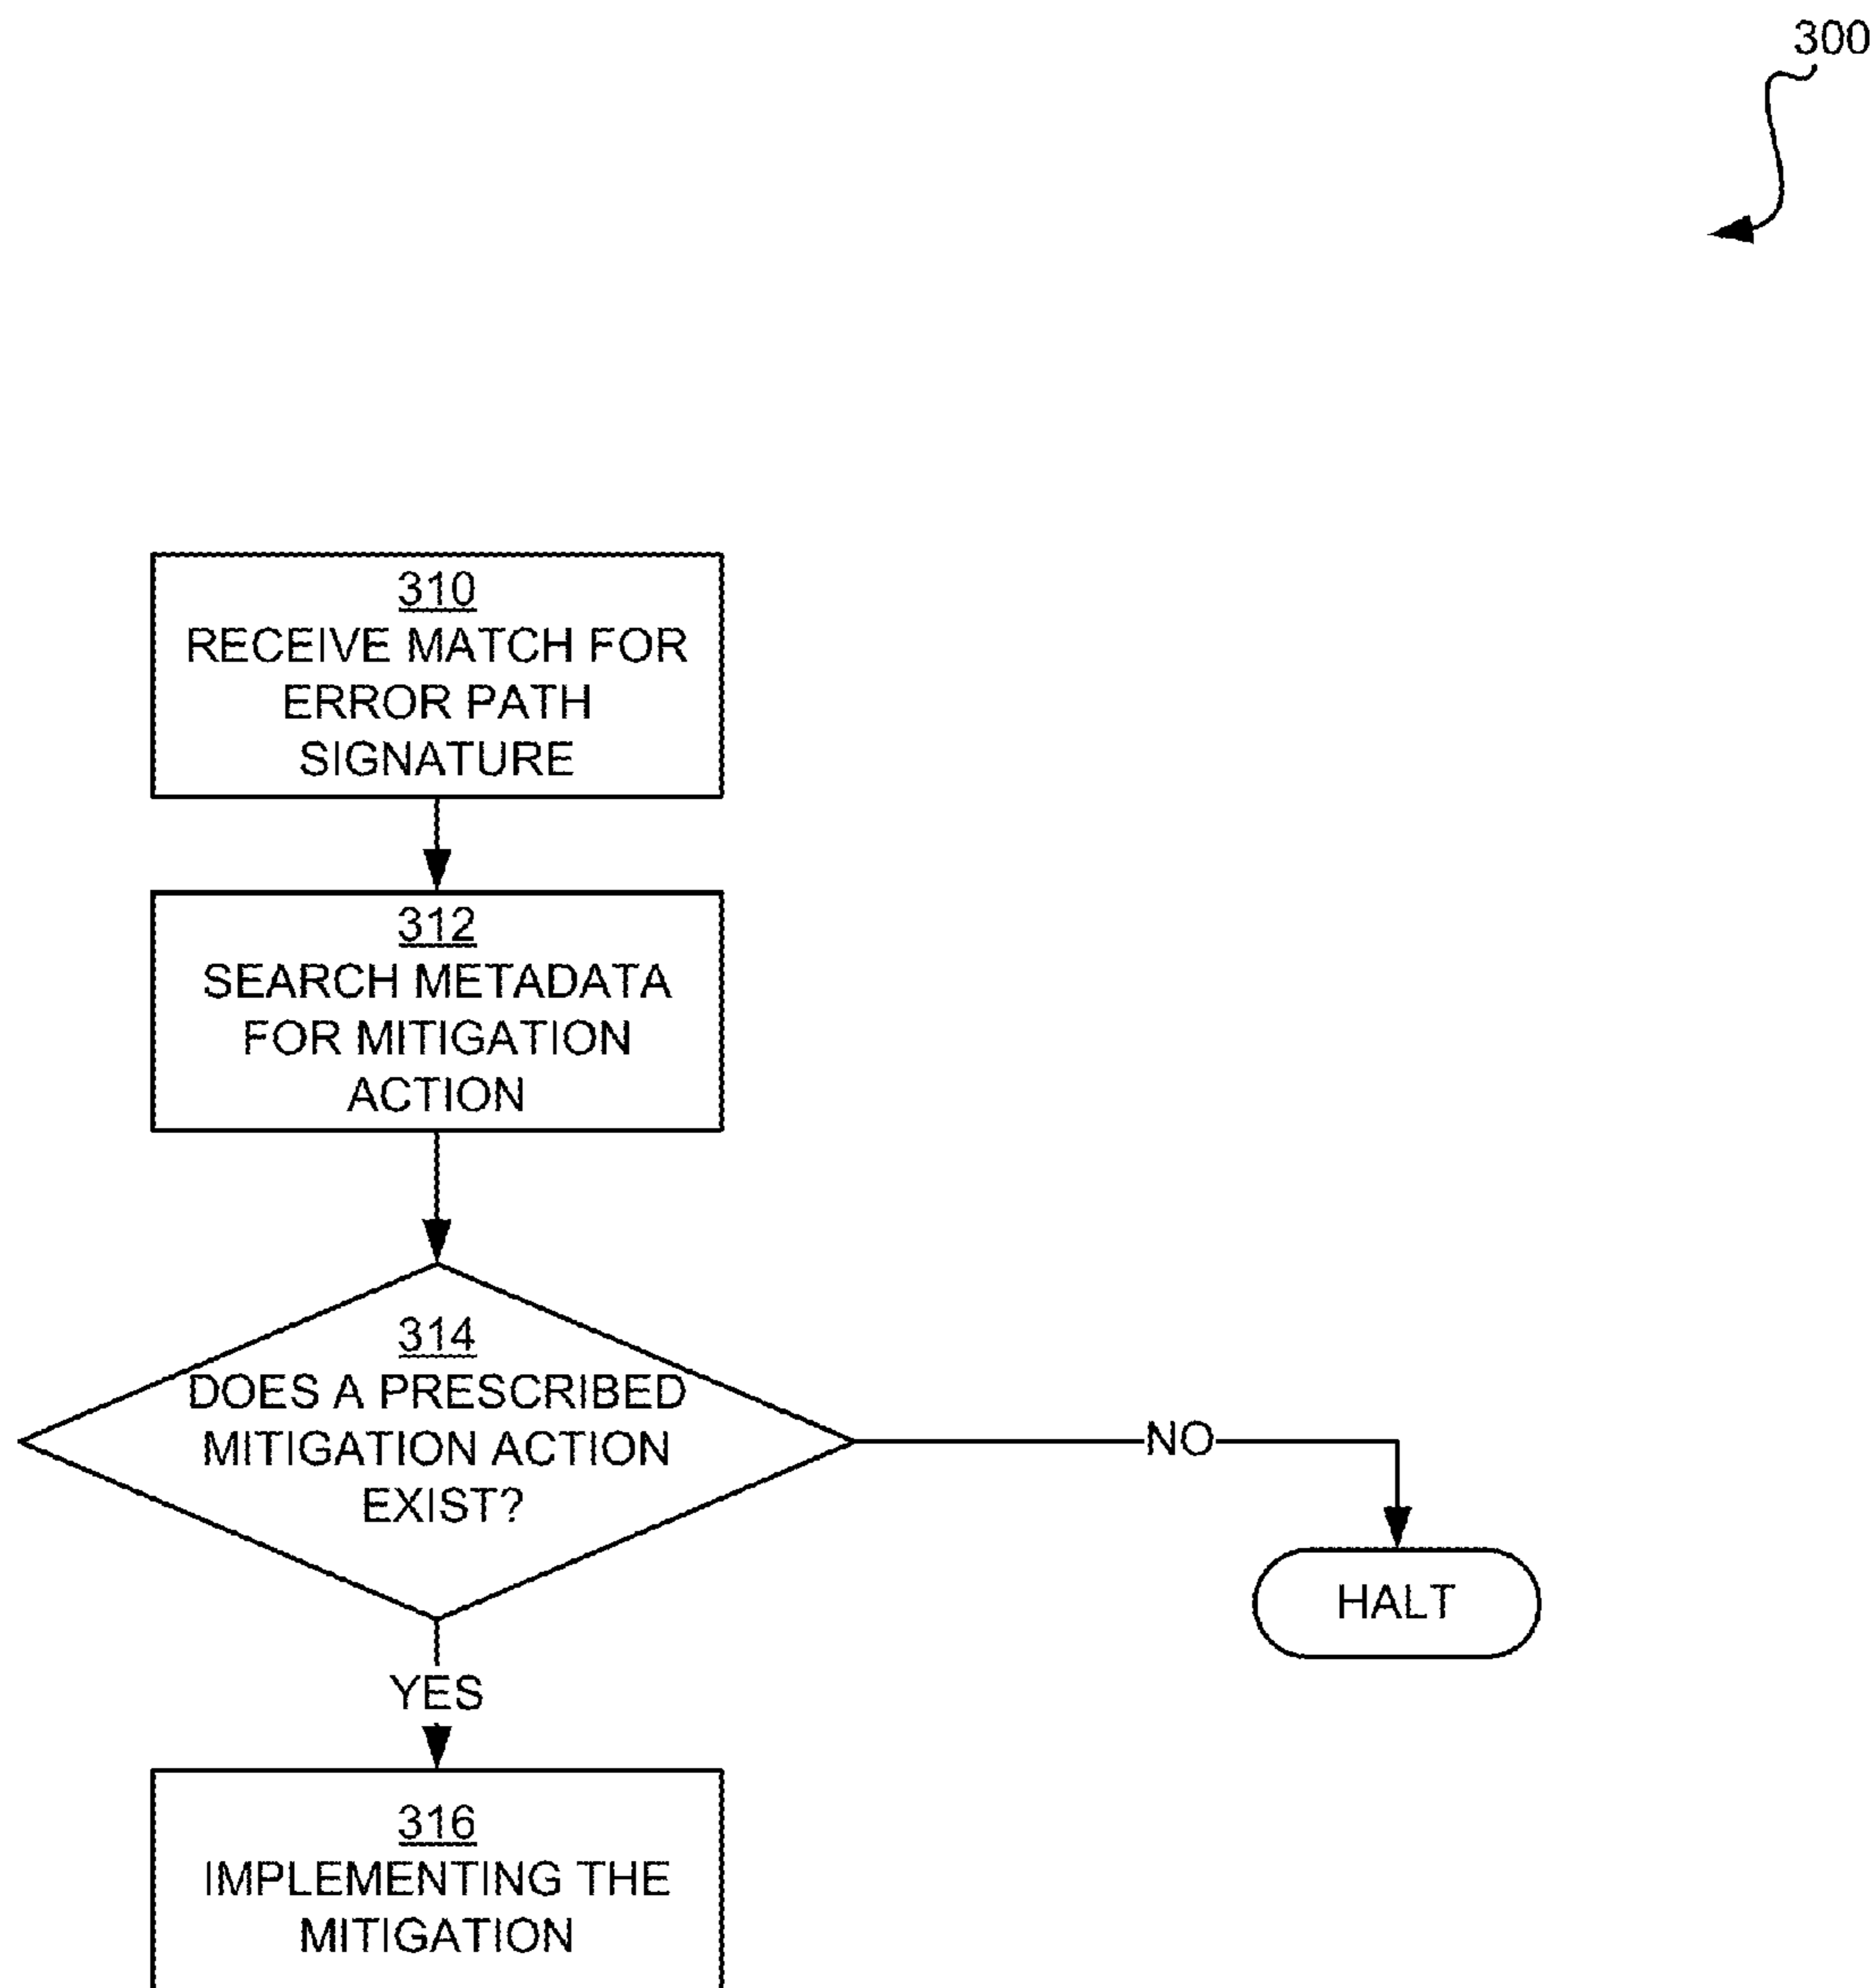 300
310
RECEIVE MATCH FOR
ERROR PATH
SIGNATURE
312
SEARCH METADATA
FOR MITIGATION
ACTION
314
DOES A PRESCRIBED
MITIGATION ACTION
EXIST?
NO
HALT
YES
316
IMPLEMENTING THE
MITIGATION